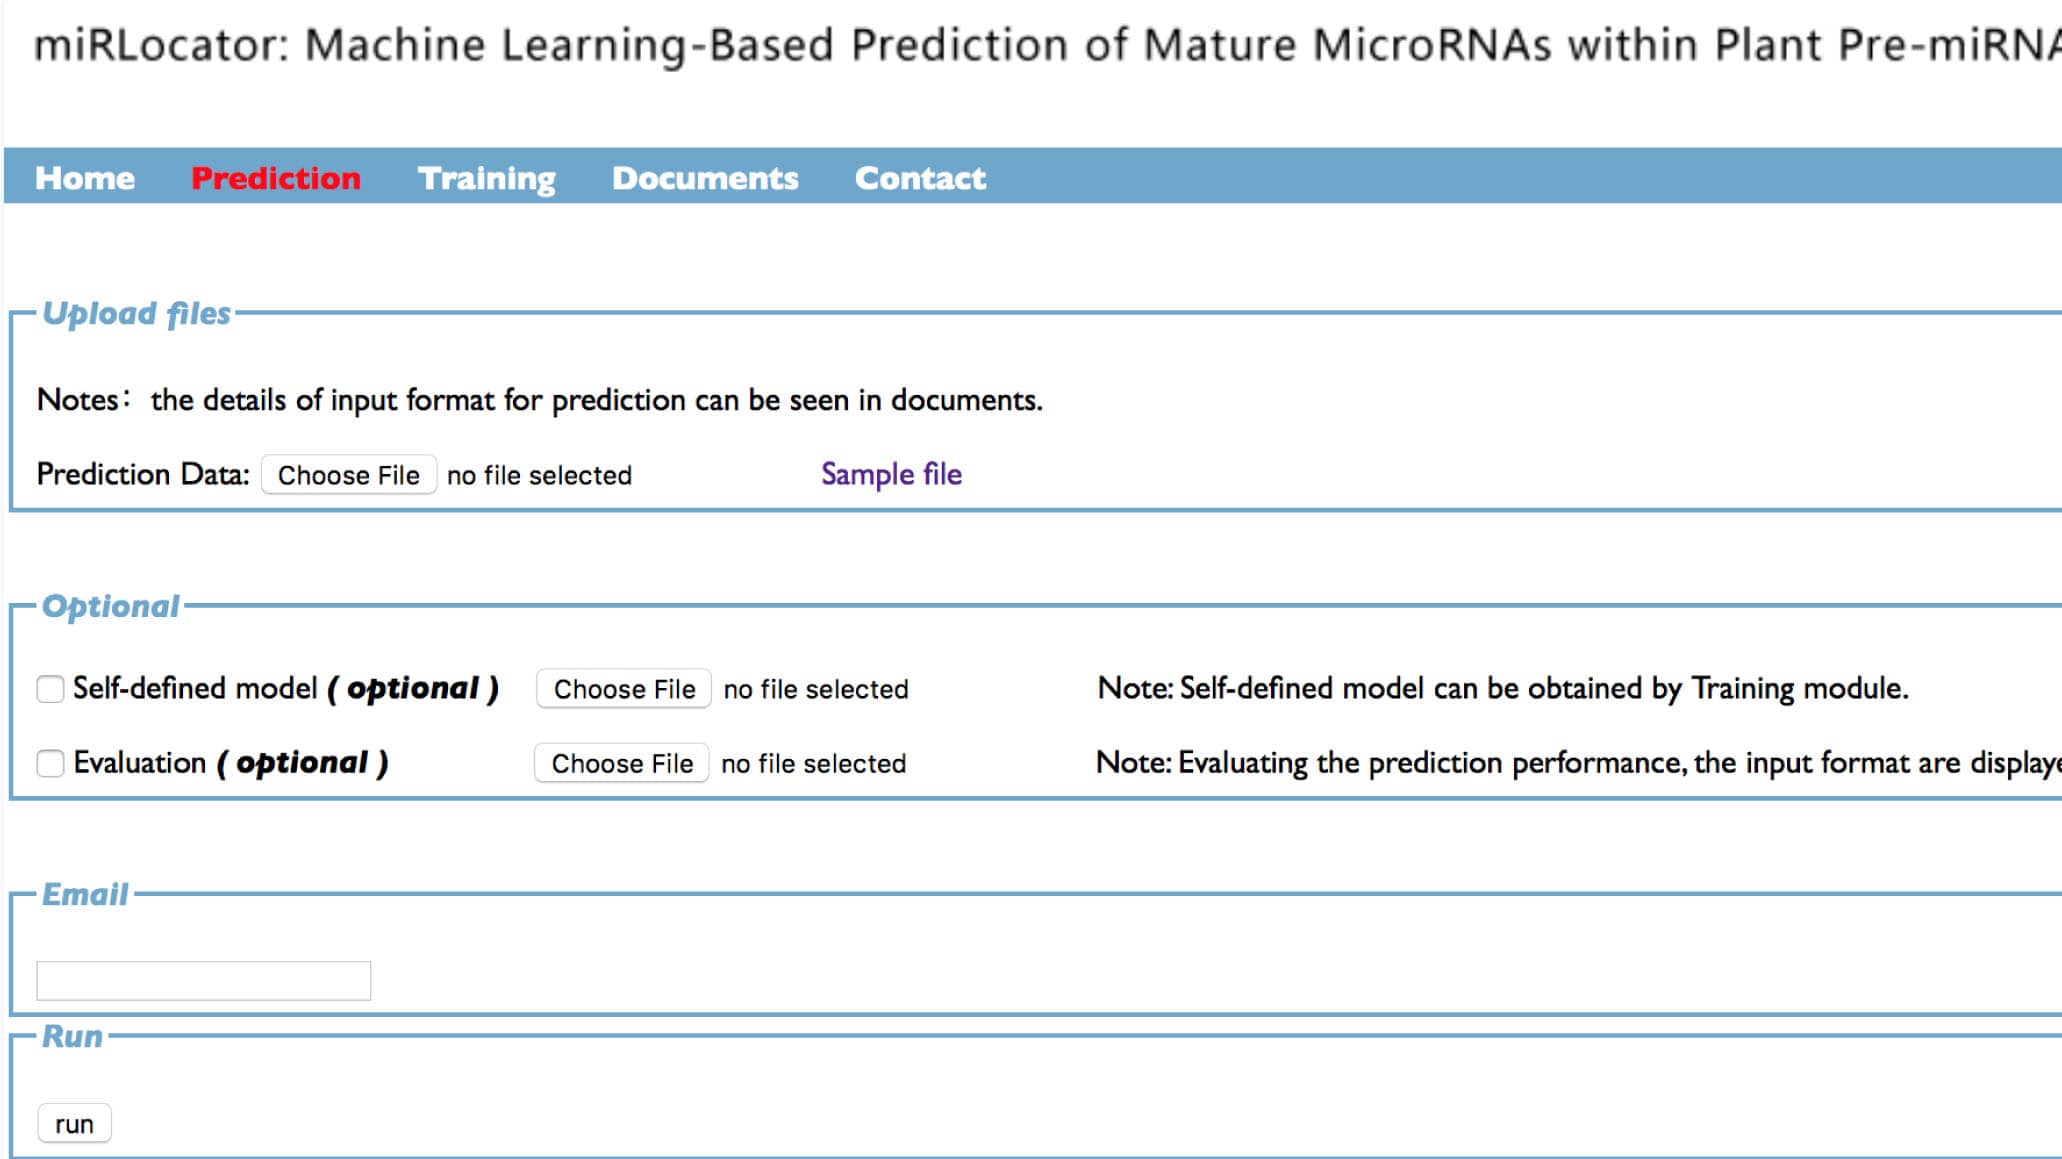 miRLocator: Machine Learning-Based Prediction of Mature MicroRNAs within Plant Pre-miRNA
Home Prediction Training Documents Contact
Upload files
Notes: the details of input format for prediction can be seen in documents.
Prediction Data: Choose File no file selected Sample file
Optional
Self-defined model ( optional ) Choose File no file selected Note: Self-defined model can be obtained by Training module.
Evaluation ( optional ) Choose File no file selected Note: Evaluating the prediction performance, the input format are
Email
Run
run